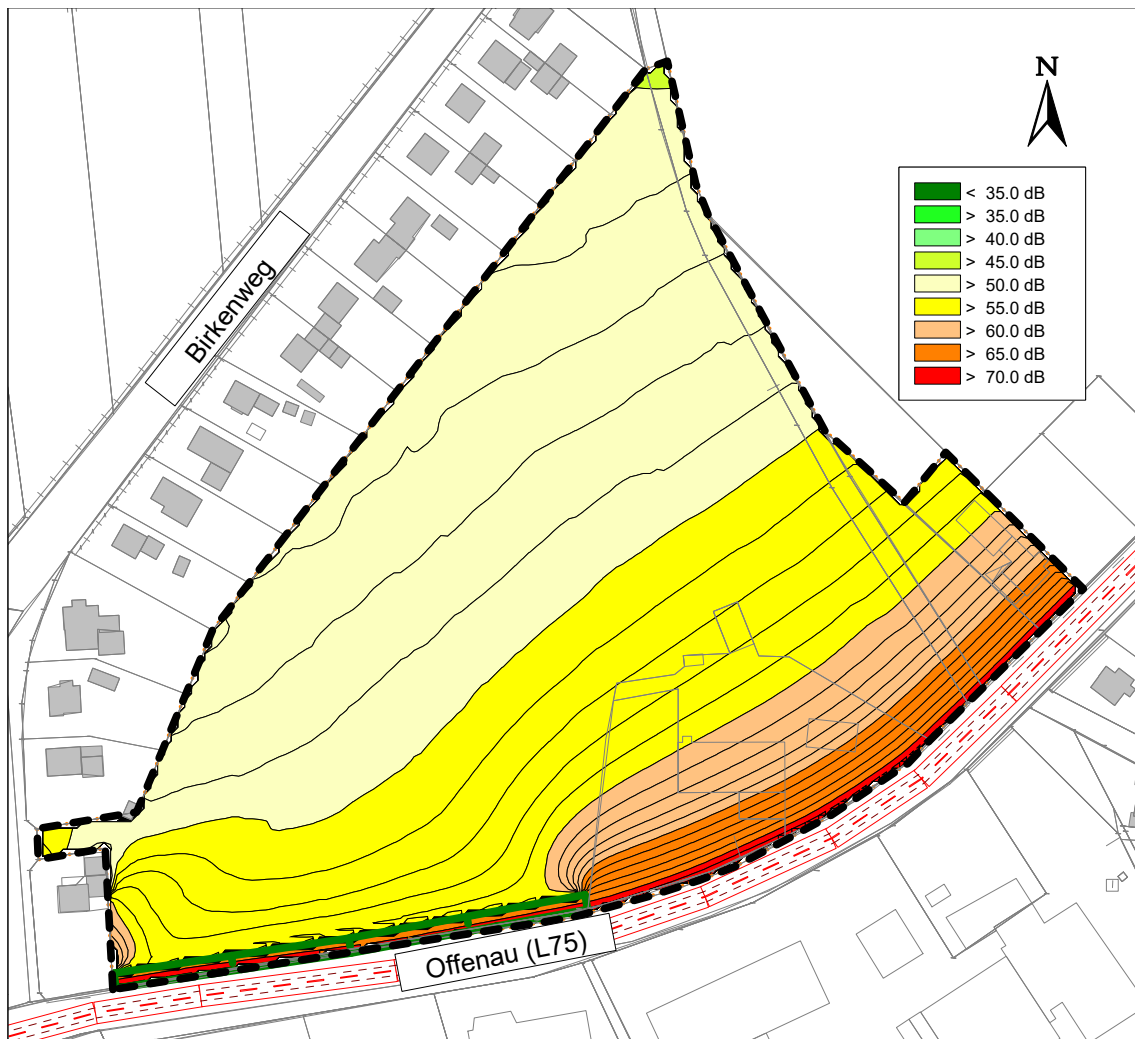 N
< 35.0 dB
> 35.0 dB
> 40.0 dB
> 45.0 dB
> 50.0 dB
> 55.0 dB
> 60.0 dB
> 65.0 dB
> 70.0 dB
Birkenweg
Offenau (L75)